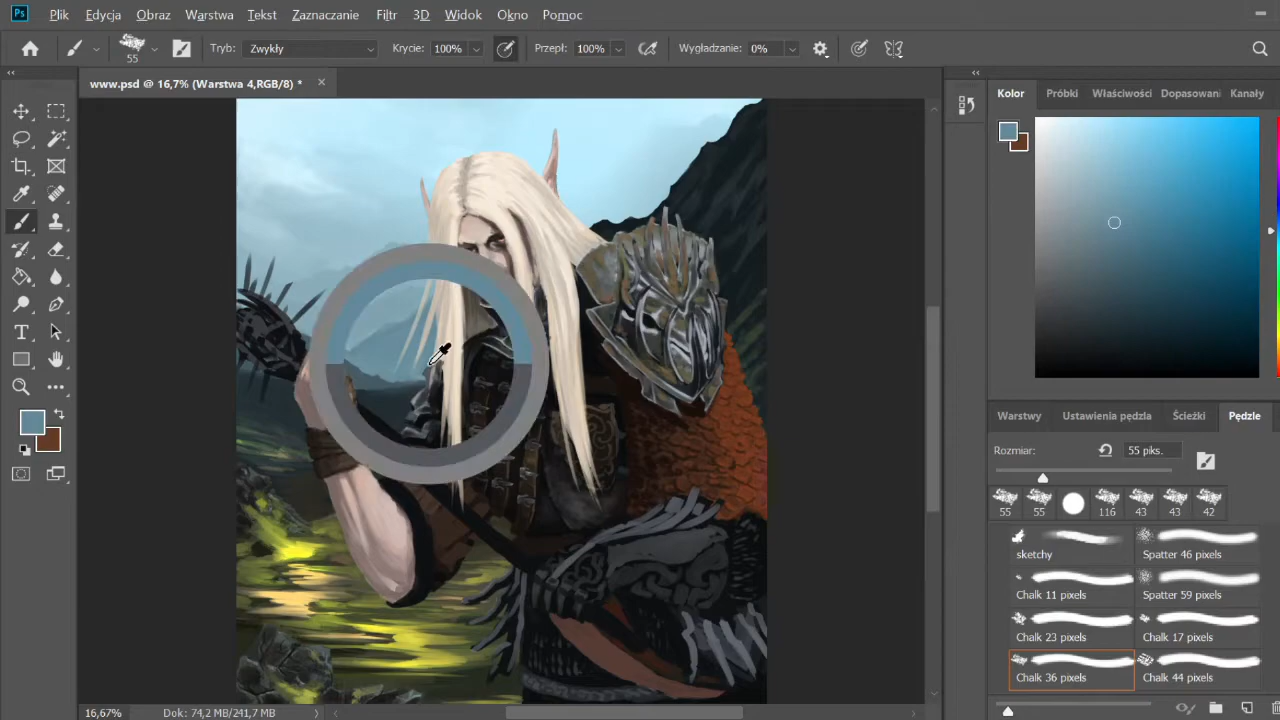 Ps Plik Edycja Obraz Warstwa Tekst Zaznaczanie Filtr 3D Widok Okno Pomoc
55 Tryb: Zwykły Krycie: 100% Przepł: 100% Wygładzanie: 0%
www.psd @ 16,7% (Warstwa 4,RGB/8) * ×
Kolor Próbki Właściwości Dopasowani Kanały
Warstwy Ustawienia pędzla Ścieżki Pędzle
Rozmiar: 55 piks.
55 55 116 43 43 42
sketchy Spatter 46 pixels
Chalk 11 pixels Spatter 59 pixels
Chalk 23 pixels Chalk 17 pixels
Chalk 36 pixels Chalk 44 pixels
16,67% Dok: 74,2 MB/241,7 MB